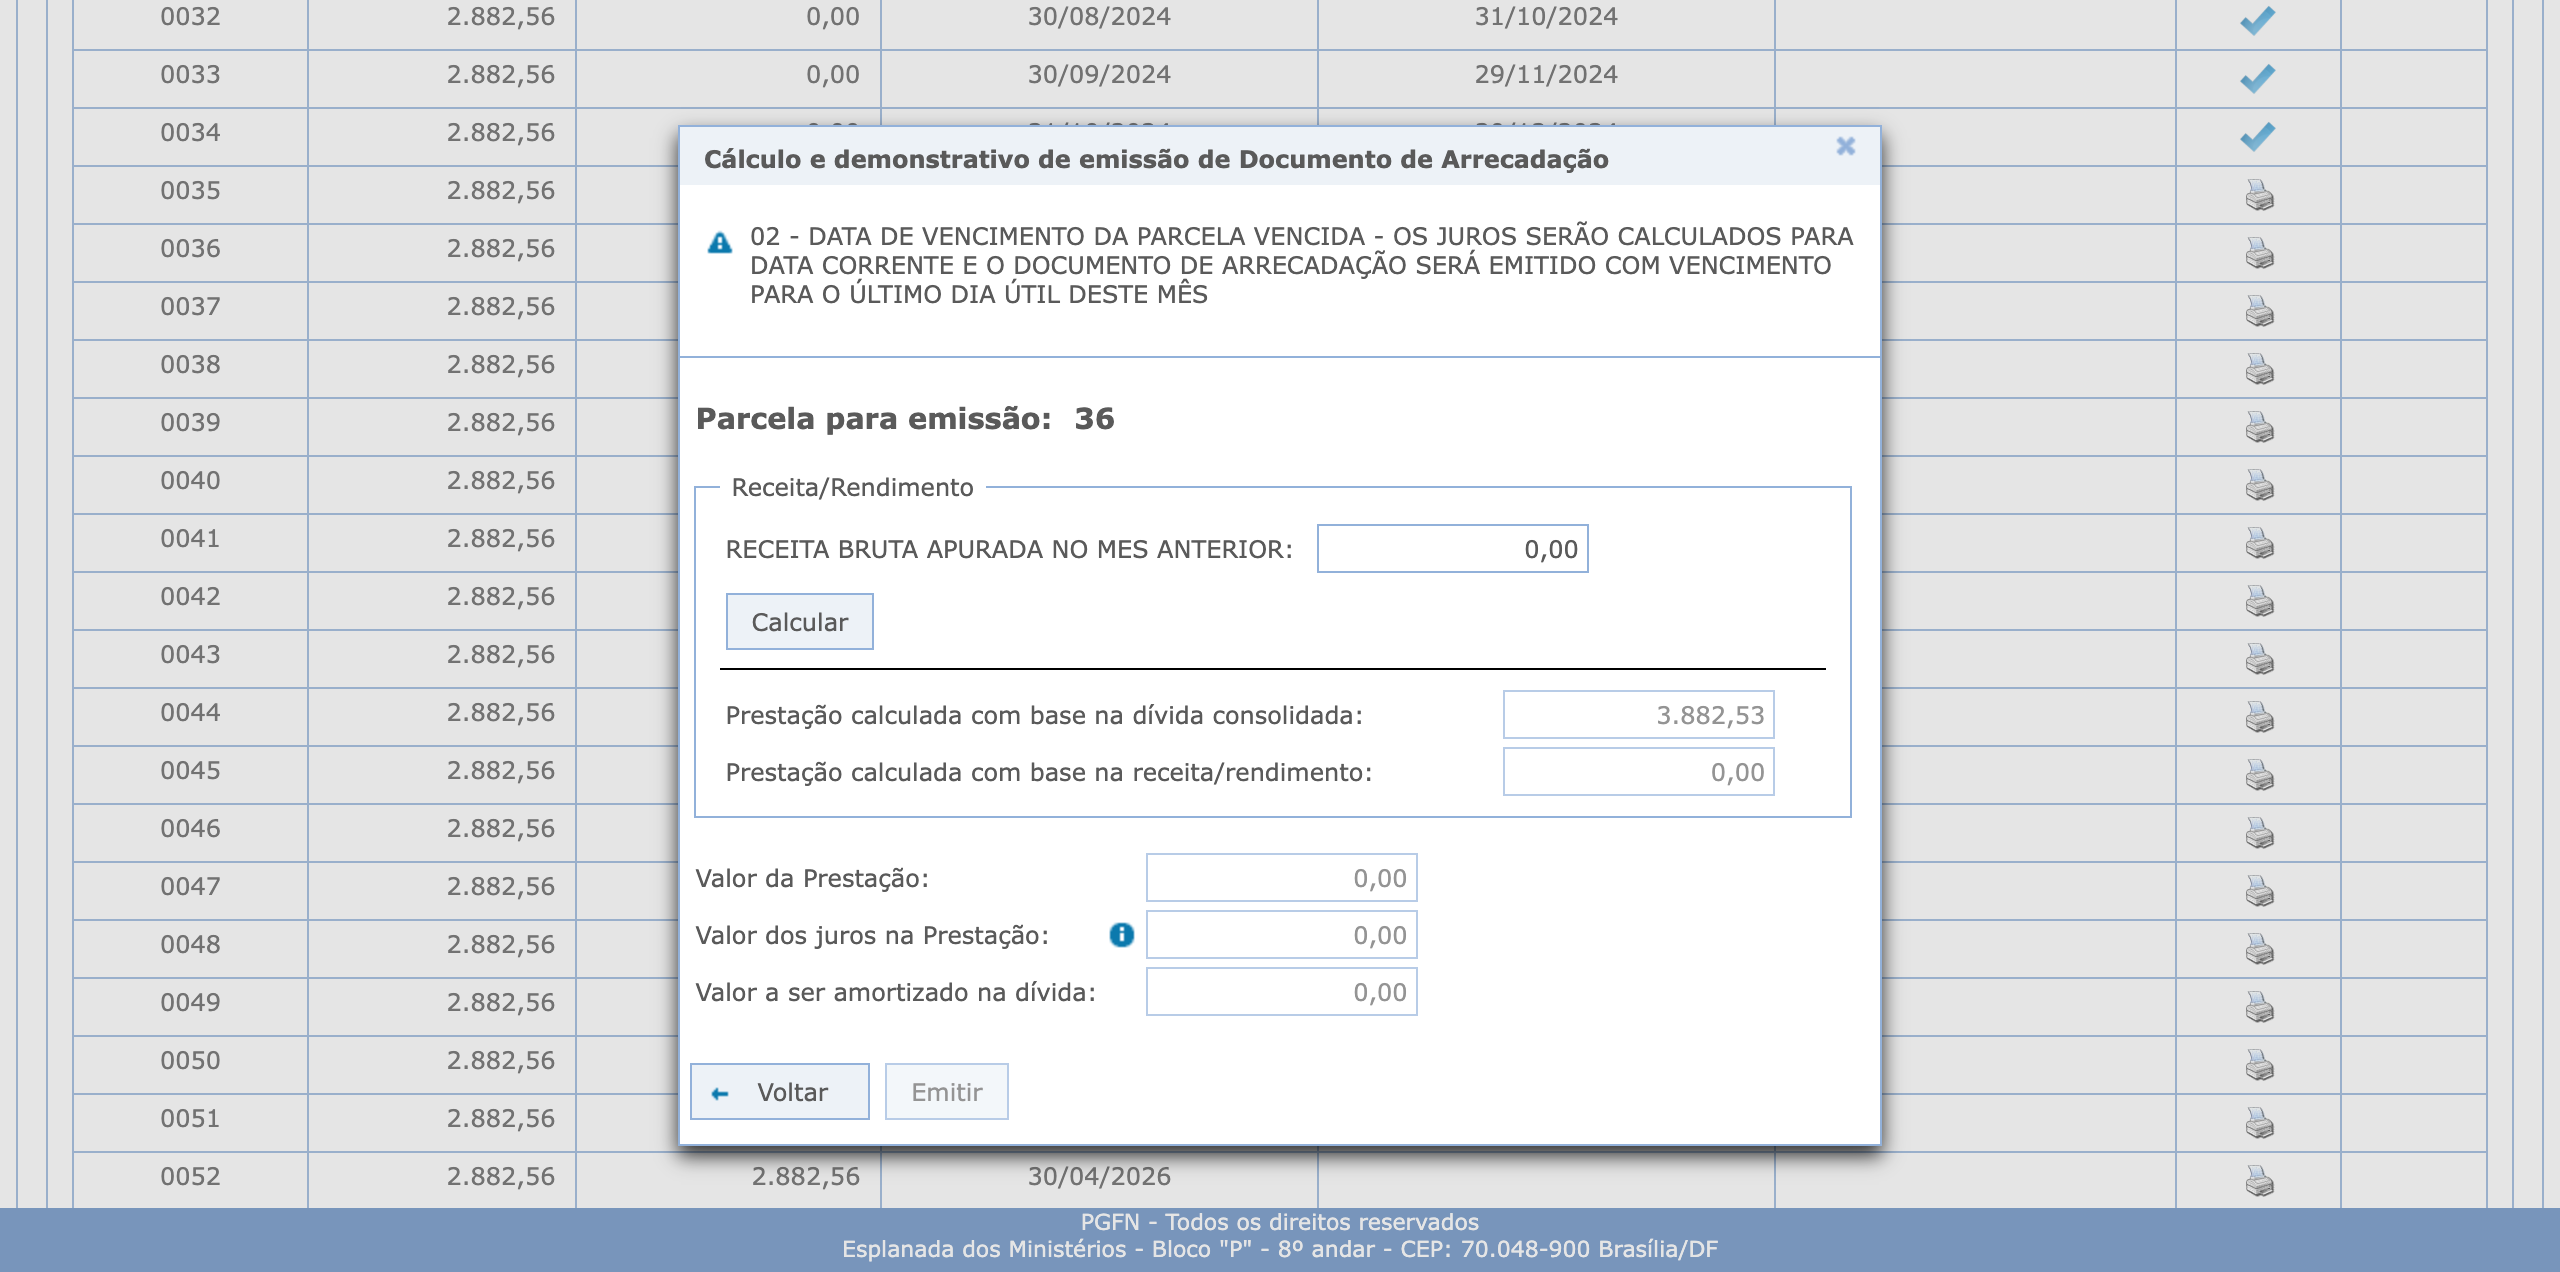 0032 2.882,56 0,00 30/08/2024 31/10/2024
0033 2.882,56 0,00 30/09/2024 29/11/2024
0034 2.882,56
Cálculo e demonstrativo de emissão de Documento de Arrecadação
02 - DATA DE VENCIMENTO DA PARCELA VENCIDA - OS JUROS SERÃO CALCULADOS PARA
DATA CORRENTE E O DOCUMENTO DE ARRECADAÇÃO SERÁ EMITIDO COM VENCIMENTO
PARA O ÚLTIMO DIA ÚTIL DESTE MÊS
Parcela para emissão: 36
Receita/Rendimento
RECEITA BRUTA APURADA NO MES ANTERIOR: 0,00
Calcular
Prestação calculada com base na dívida consolidada: 3.882,53
Prestação calculada com base na receita/rendimento: 0,00
Valor da Prestação: 0,00
Valor dos juros na Prestação: 0,00
Valor a ser amortizado na dívida: 0,00
Voltar Emitir
0035 2.882,56
0036 2.882,56
0037 2.882,56
0038 2.882,56
0039 2.882,56
0040 2.882,56
0041 2.882,56
0042 2.882,56
0043 2.882,56
0044 2.882,56
0045 2.882,56
0046 2.882,56
0047 2.882,56
0048 2.882,56
0049 2.882,56
0050 2.882,56
0051 2.882,56
0052 2.882,56 2.882,56 30/04/2026
PGFN - Todos os direitos reservados
Esplanada dos Ministérios - Bloco "P" - 8º andar - CEP: 70.048-900 Brasília/DF